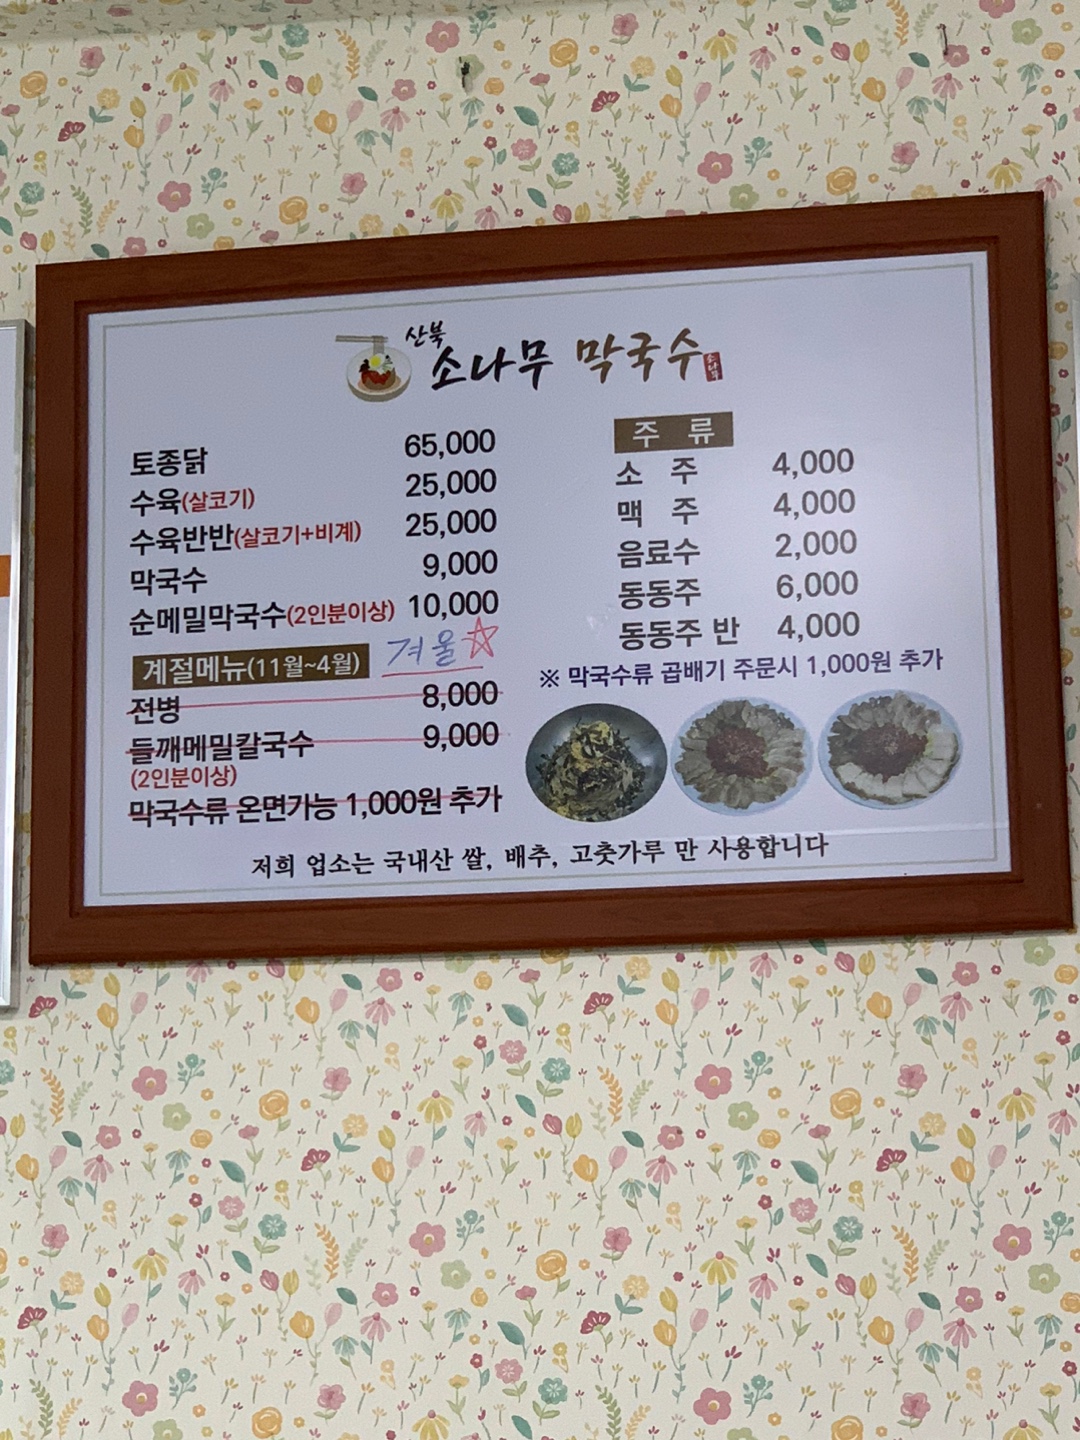 산북
소나무 막국수
소나무
토종닭 65,000
수육(살코기) 25,000
수육반반(살코기+비계) 25,000
막국수 9,000
순메밀막국수(2인분이상) 10,000
계절메뉴(11월~4월) 겨울☆
전병 8,000
들깨메밀칼국수 9,000
(2인분이상)
막국수류 온면가능 1,000원 추가
주 류
소 주 4,000
맥 주 4,000
음료수 2,000
동동주 6,000
동동주 반 4,000
※ 막국수류 곱배기 주문시 1,000원 추가
저희 업소는 국내산 쌀, 배추, 고춧가루 만 사용합니다